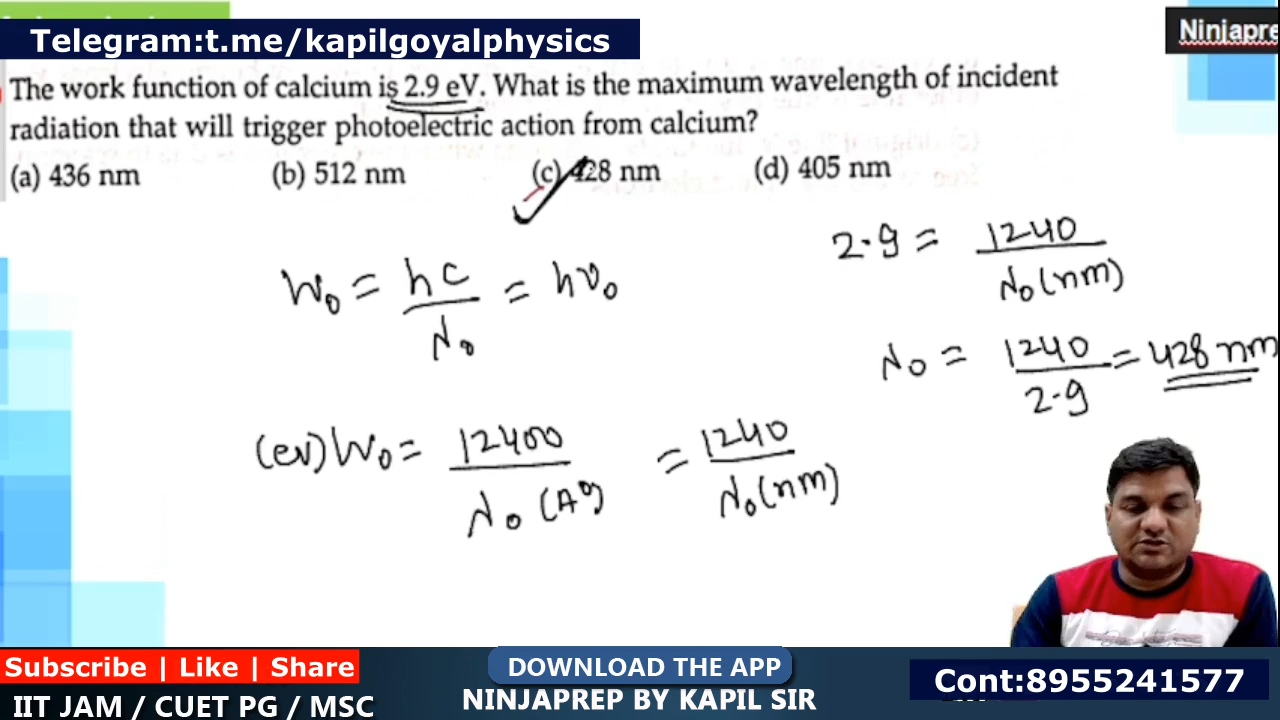 Telegram:t.me/kapilgoyalphysics
Ninjapre
The work function of calcium is 2.9 eV. What is the maximum wavelength of incident
radiation that will trigger photoelectric action from calcium?
(a) 436 nm (b) 512 nm (c) 428 nm (d) 405 nm
W₀ = hc/λ₀ = hν₀
2.9 = 1240/λ₀(nm)
λ₀ = 1240/2.9 = 428 nm
(ev) W₀ = 12400/λ₀(A°) = 1240/λ₀(nm)
Subscribe | Like | Share
DOWNLOAD THE APP
IIT JAM / CUET PG / MSC
NINJAPREP BY KAPIL SIR
Cont:8955241577